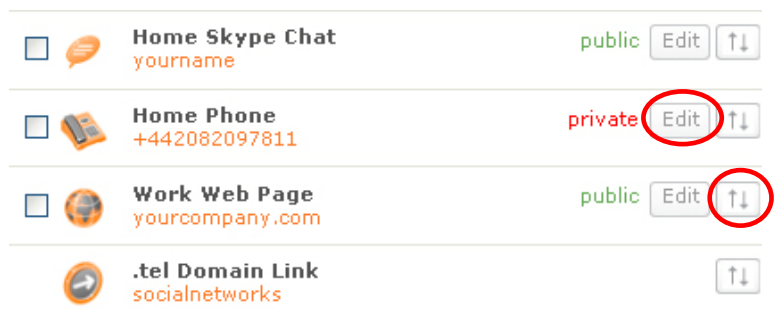 Home Skype Chat public Edit ↑↓
yourname
Home Phone private Edit ↑↓
+442082097811
Work Web Page public Edit ↑↓
yourcompany.com
.tel Domain Link ↑↓
socialnetworks